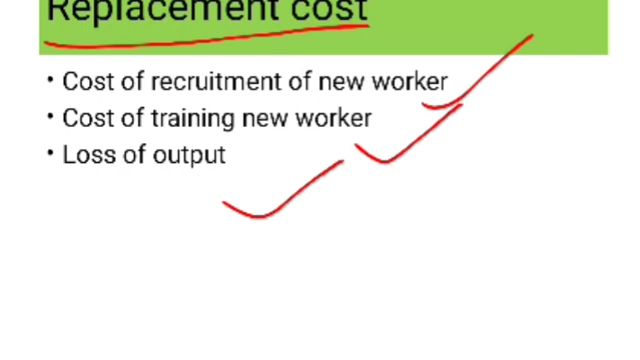 Replacement cost
• Cost of recruitment of new worker
• Cost of training new worker
• Loss of output